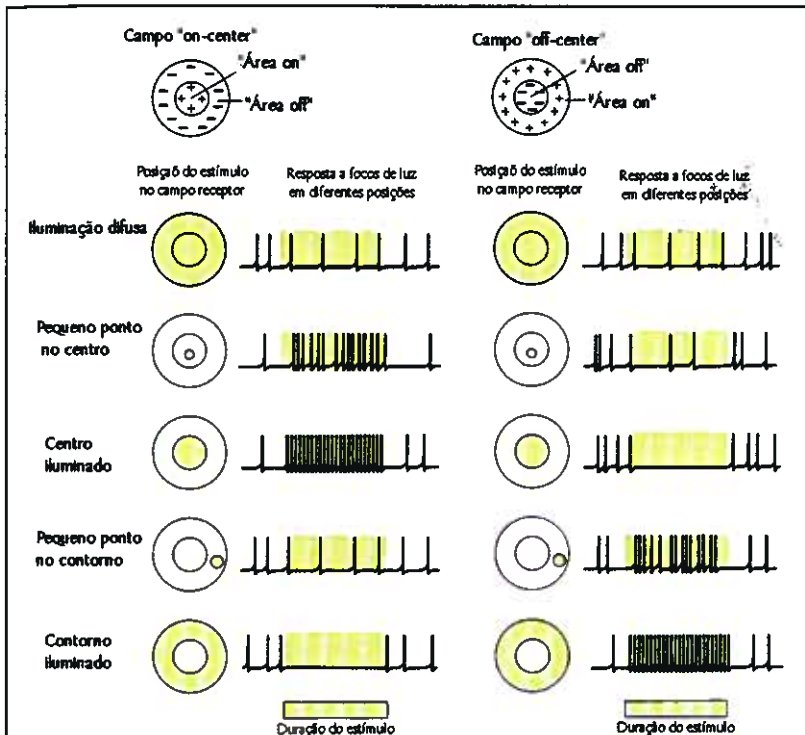 Campo "on-center"
"Área on"
"Área off"
Campo "off-center"
"Área off"
"Área on"
Posição do estímulo
no campo receptor
Resposta a focos de luz
em diferentes posições
Posição do estímulo
no campo receptor
Resposta a focos de luz
em diferentes posições
Iluminação difusa
Pequeno ponto
no centro
Centro
iluminado
Pequeno ponto
no contorno
Contorno
iluminado
Duração do estímulo
Duração do estímulo